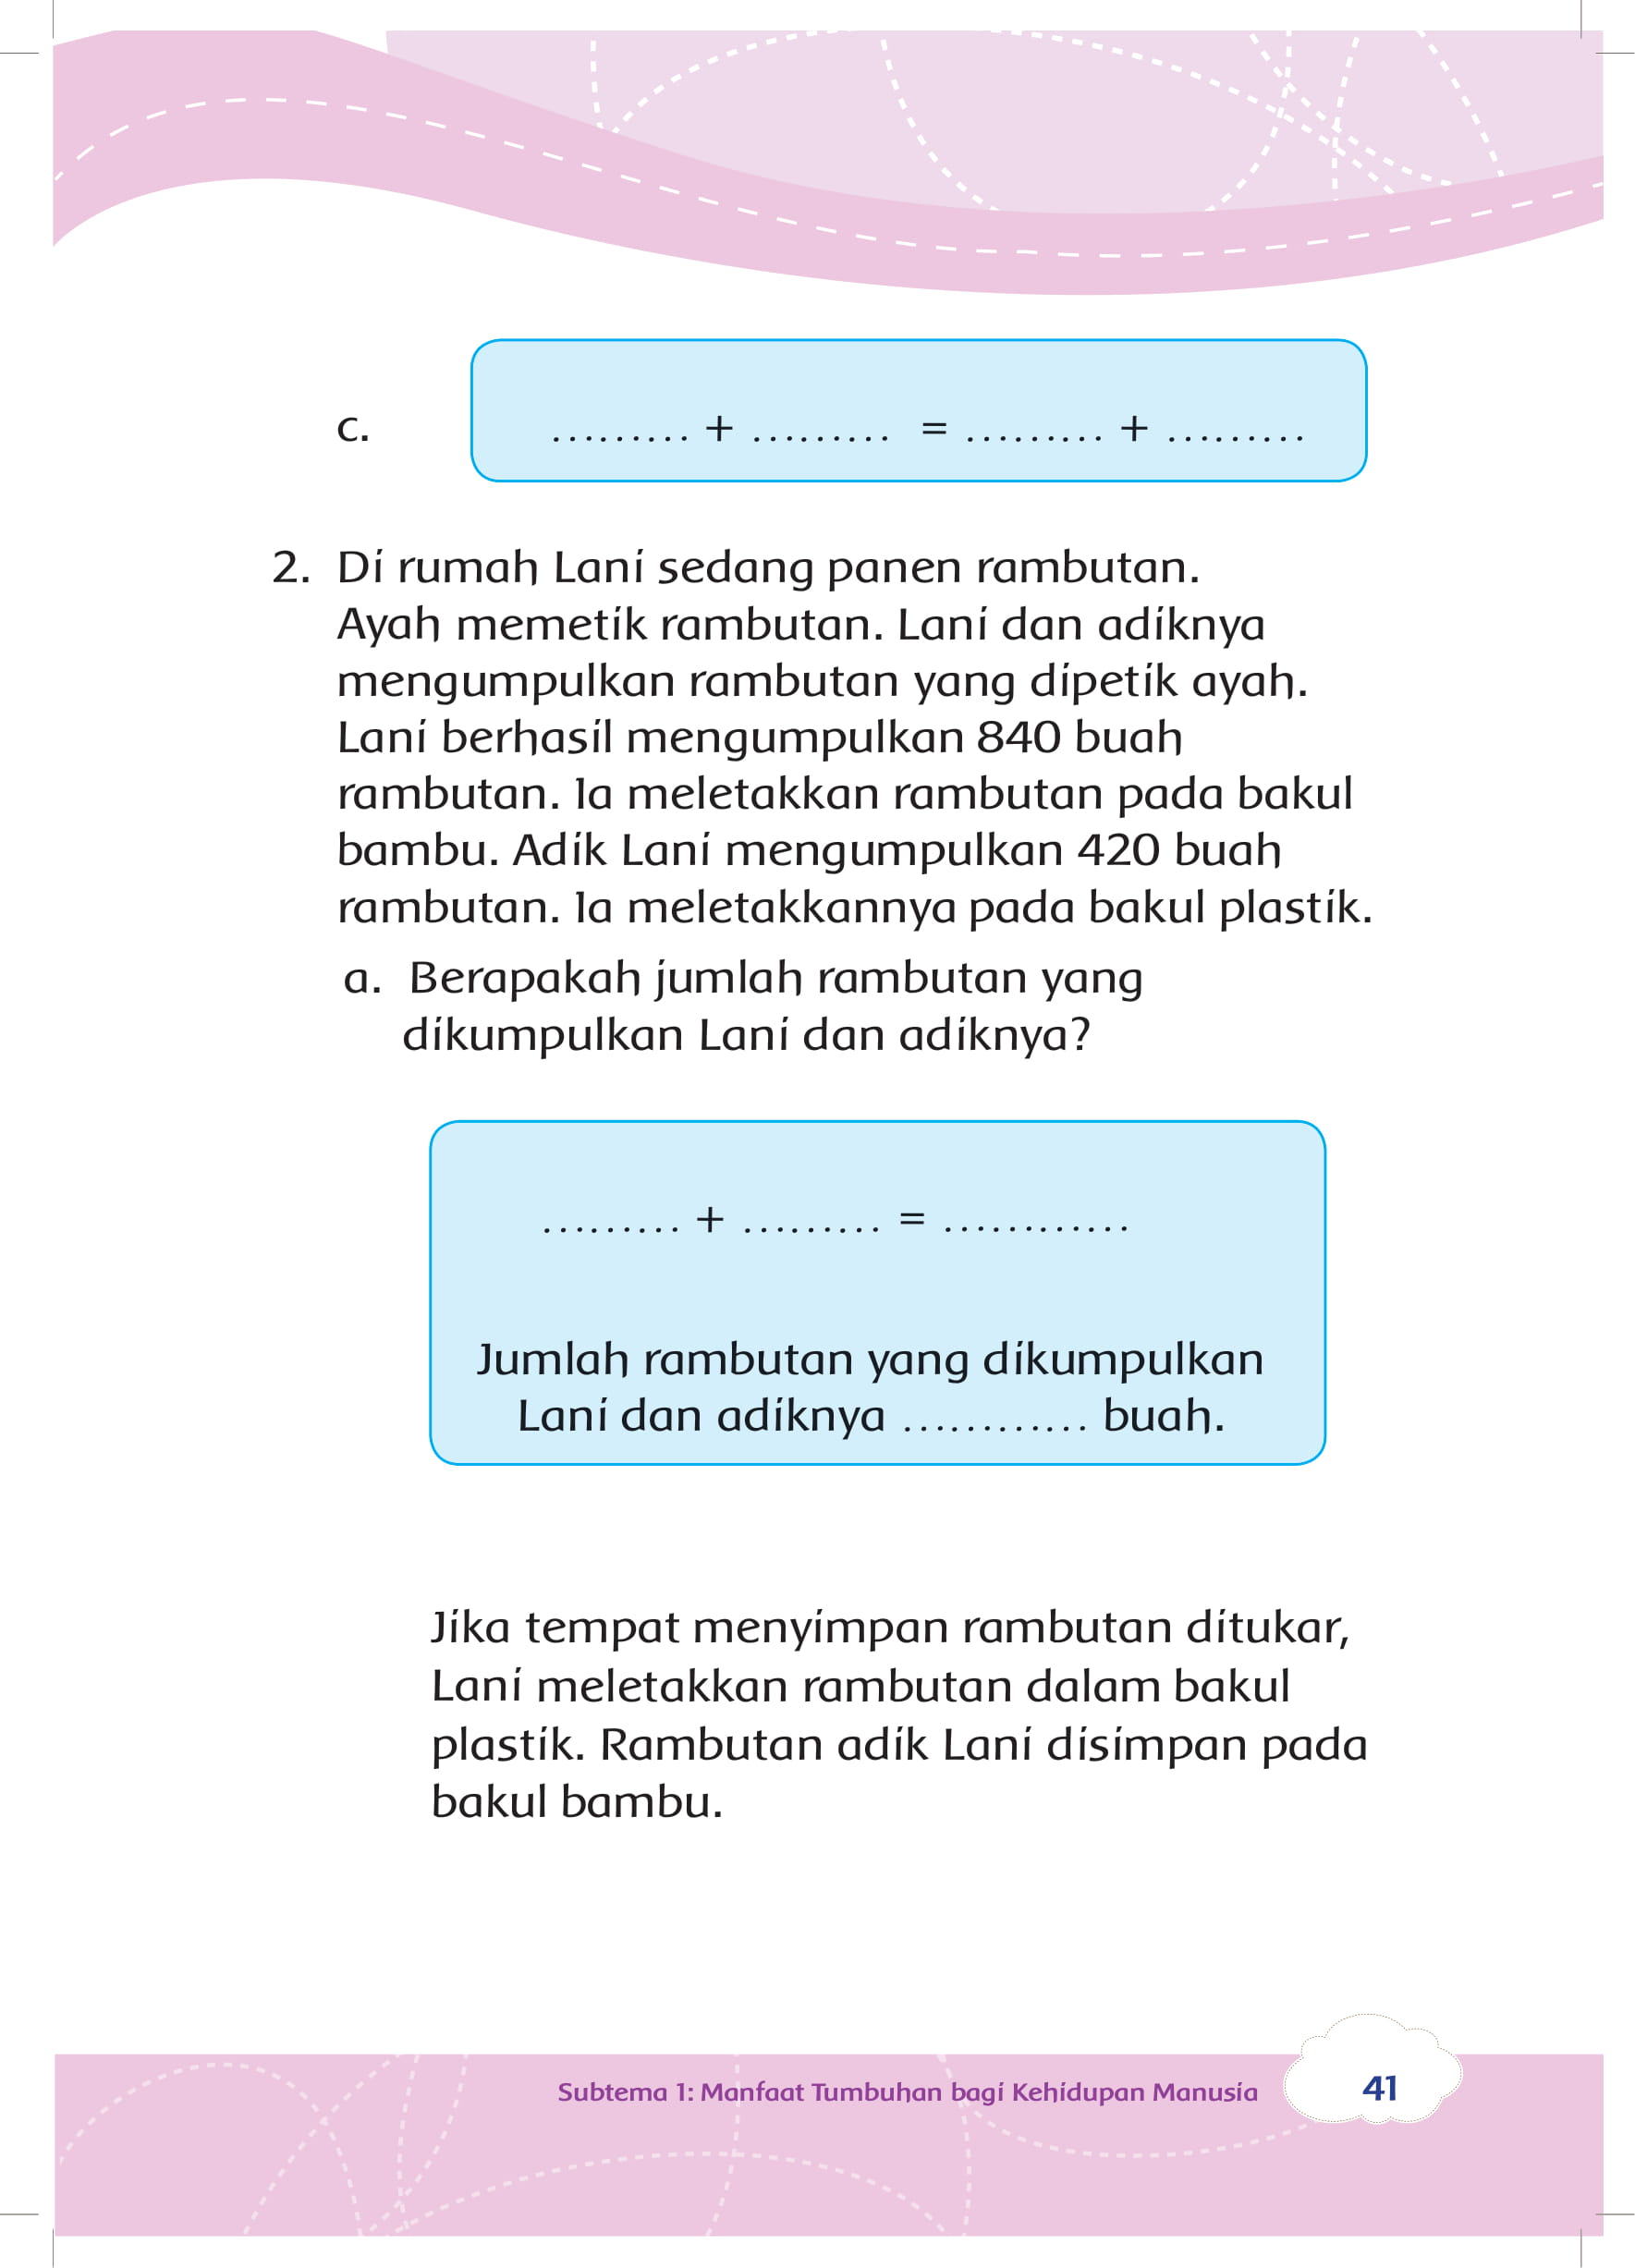 c. ......... + ......... = ......... + .........
2. Di rumah Lani sedang panen rambutan.
Ayah memetik rambutan. Lani dan adiknya
mengumpulkan rambutan yang dipetik ayah.
Lani berhasil mengumpulkan 840 buah
rambutan. Ia meletakkan rambutan pada bakul
bambu. Adik Lani mengumpulkan 420 buah
rambutan. Ia meletakkannya pada bakul plastik.
a. Berapakah jumlah rambutan yang
dikumpulkan Lani dan adiknya?
......... + ......... = ............
Jumlah rambutan yang dikumpulkan
Lani dan adiknya ............ buah.
Jika tempat menyimpan rambutan ditukar,
Lani meletakkan rambutan dalam bakul
plastik. Rambutan adik Lani disimpan pada
bakul bambu.
Subtema 1: Manfaat Tumbuhan bagi Kehidupan Manusia 41